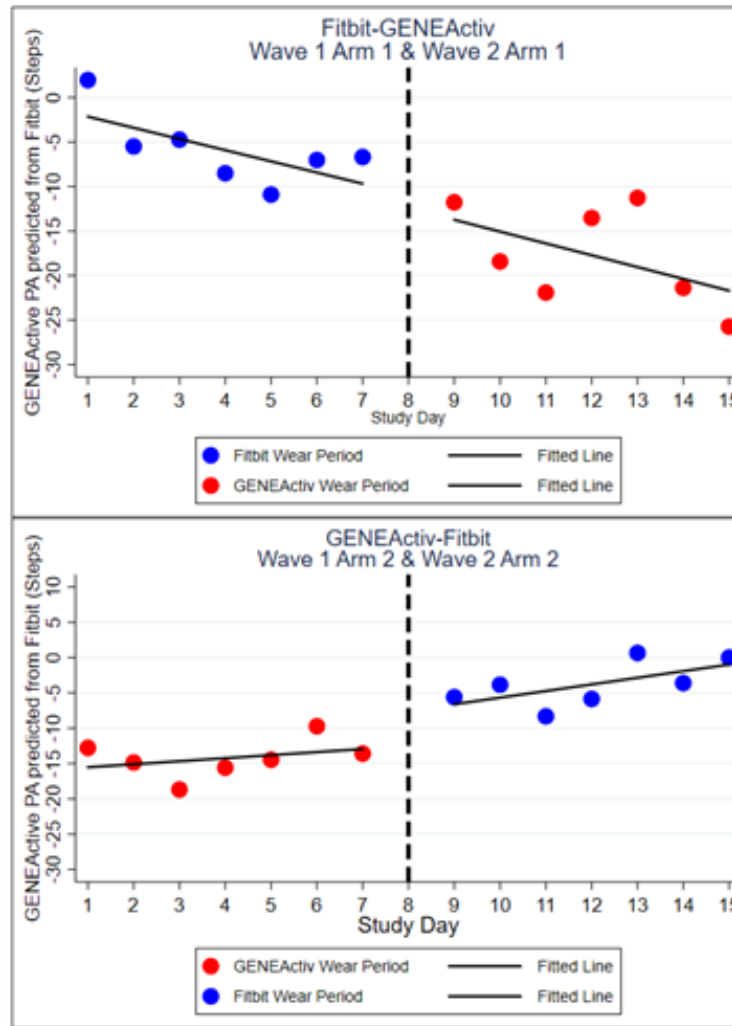 Fitbit-GENEActiv
Wave 1 Arm 1 & Wave 2 Arm 1
GENEActive PA predicted from Fitbit (Steps)
0
-5
-10
-15
-20
-25
-30
1 2 3 4 5 6 7 8 9 10 11 12 13 14 15
Study Day
Fitbit Wear Period Fitted Line
GENEActiv Wear Period Fitted Line
GENEActiv-Fitbit
Wave 1 Arm 2 & Wave 2 Arm 2
GENEActive PA predicted from Fitbit (Steps)
10
5
0
-5
-10
-15
-20
-25
-30
1 2 3 4 5 6 7 8 9 10 11 12 13 14 15
Study Day
GENEActiv Wear Period Fitted Line
Fitbit Wear Period Fitted Line